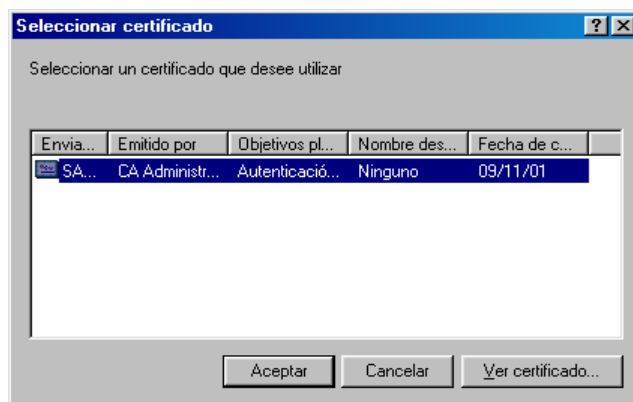 Seleccionar certificado
Seleccionar un certificado que desee utilizar
Envia... Emitido por Objetivos pl... Nombre des... Fecha de c...
SA... CA Administr... Autenticació... Ninguno 09/11/01
Aceptar Cancelar Ver certificado...